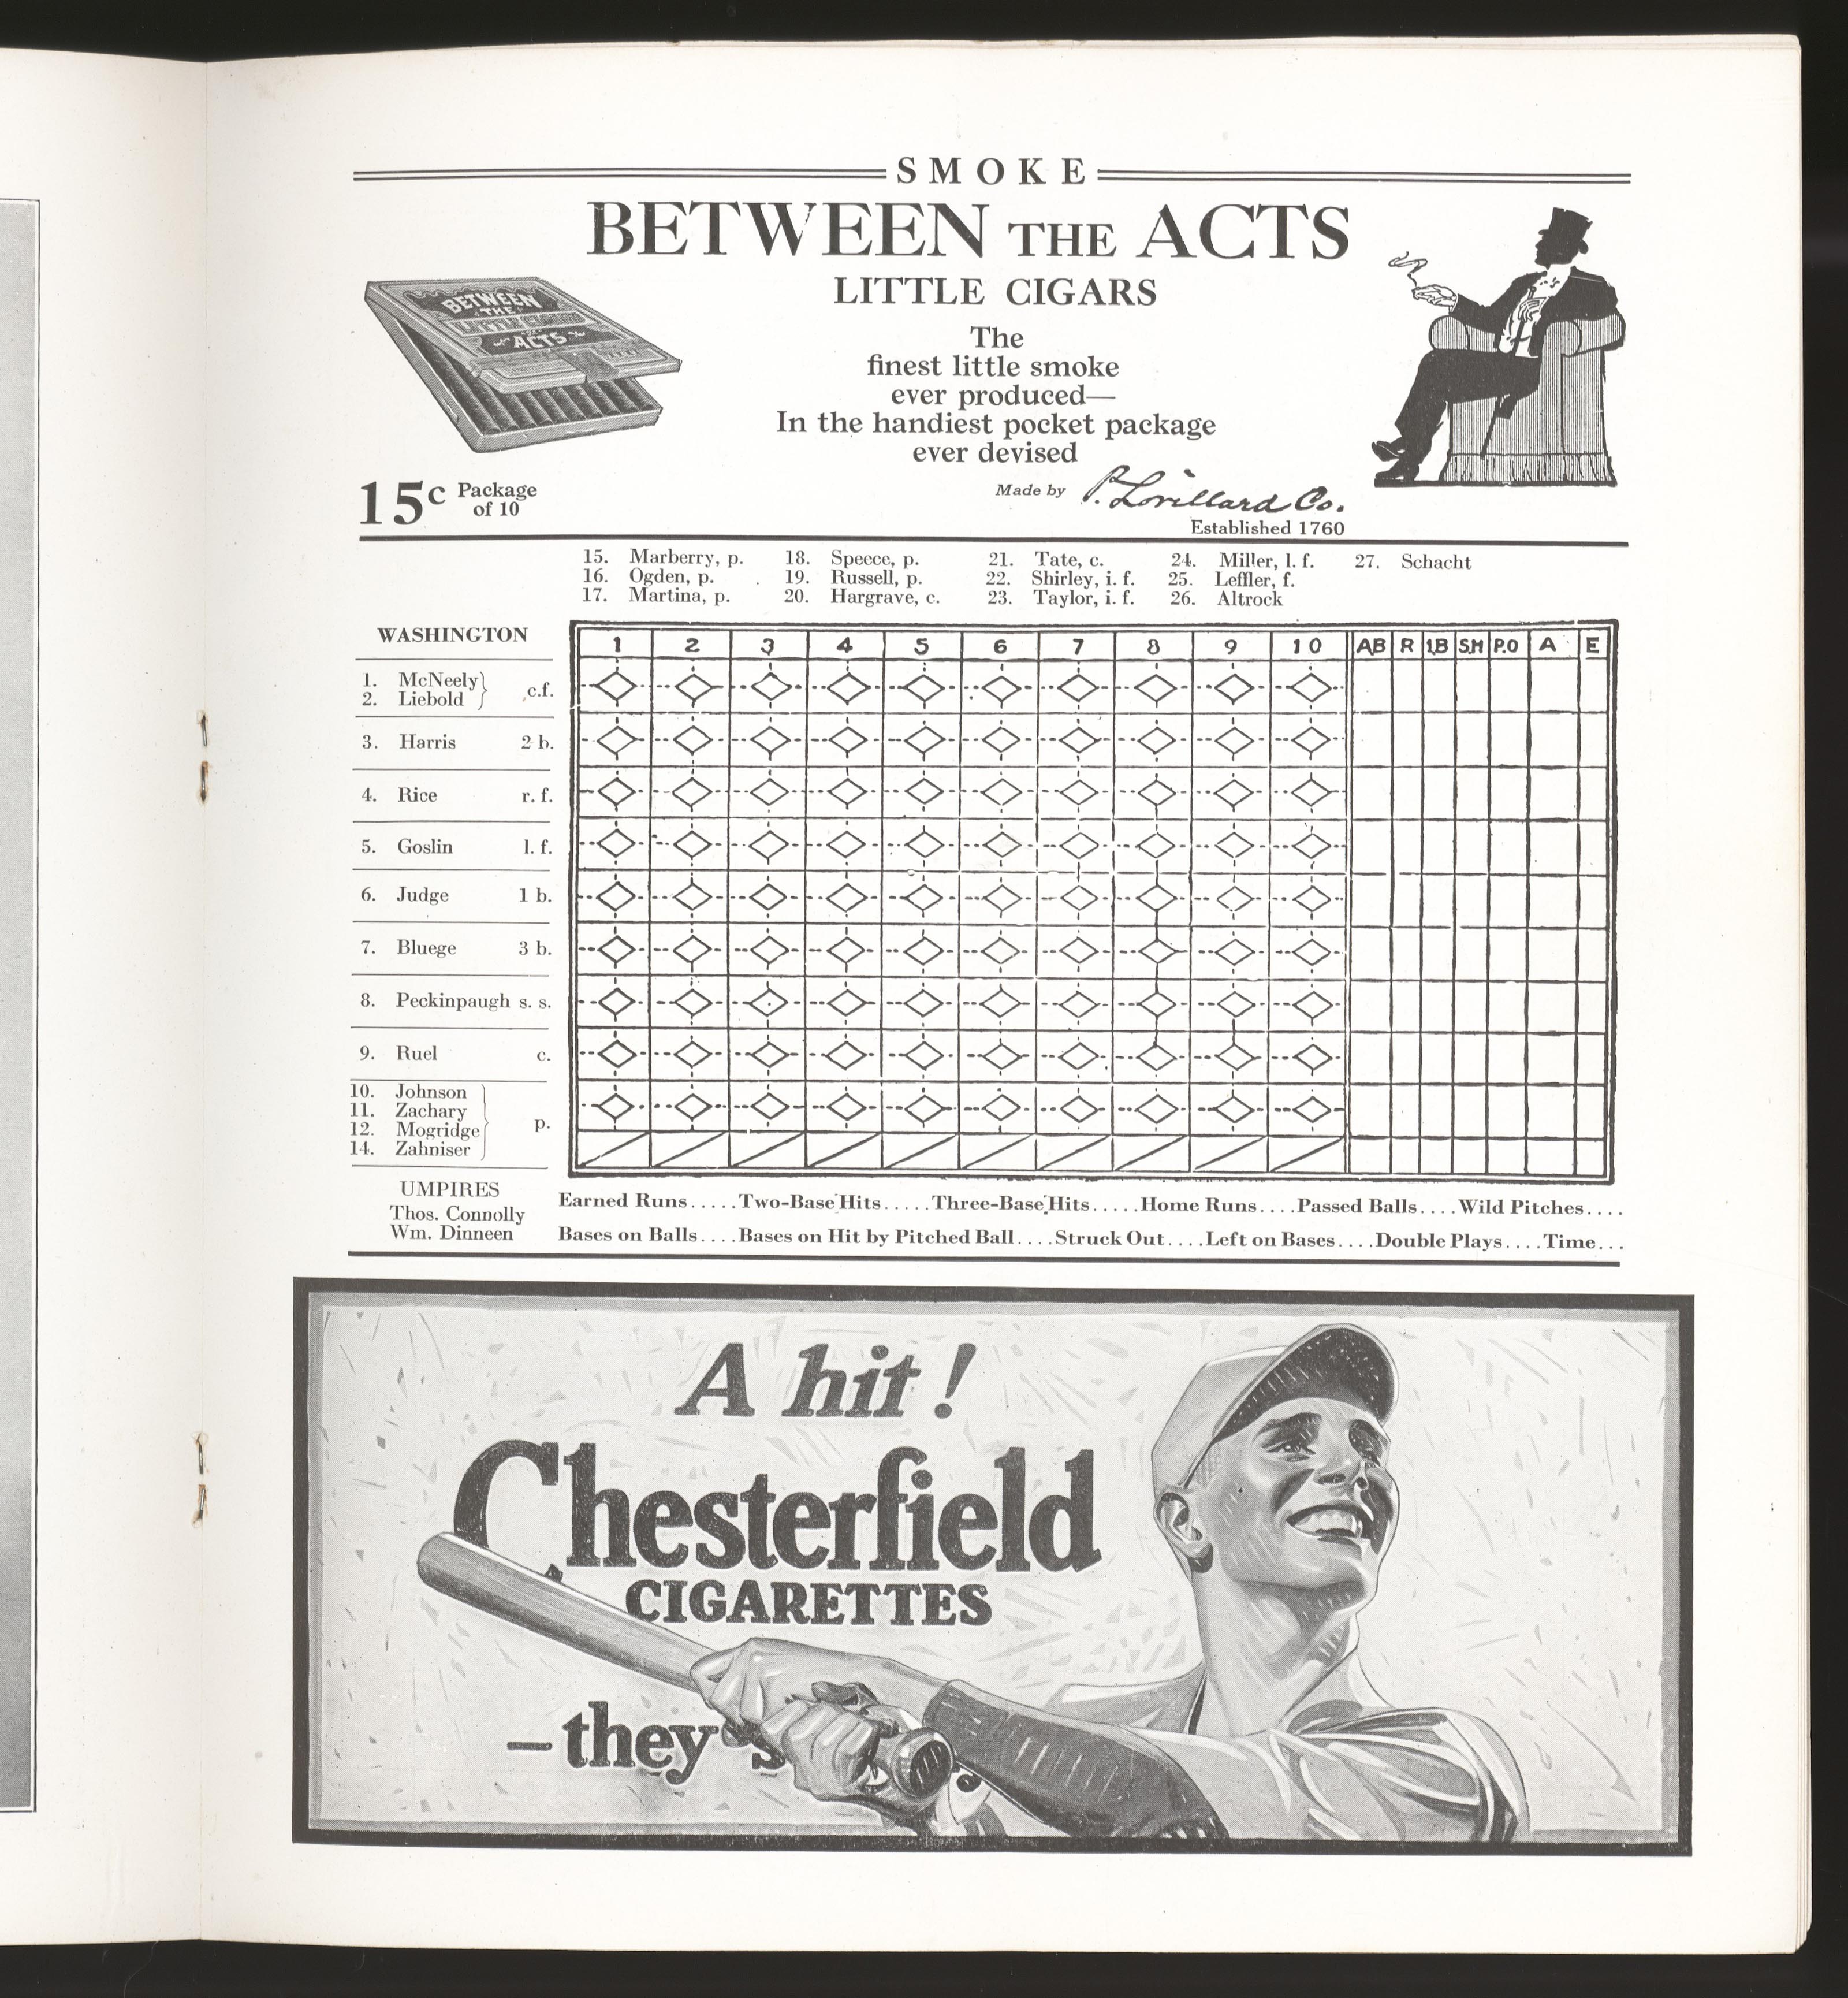 SMOKE
BETWEEN THE ACTS
LITTLE CIGARS
BETWEEN
THE
ACTS
The
finest little smoke
ever produced—
In the handiest pocket package
ever devised
15c Package
of 10
Made by P. Lorillard Co.
Established 1760
15. Marberry, p. 18. Speece, p. 21. Tate, c. 24. Miller, l. f. 27. Schacht
16. Ogden, p. 19. Russell, p. 22. Shirley, i. f. 25. Leffler, f.
17. Martina, p. 20. Hargrave, c. 23. Taylor, i. f. 26. Altrock
WASHINGTON 1 2 3 4 5 6 7 8 9 10 AB R 1B SH P.O A E
1. McNeely
2. Liebold c.f.
3. Harris 2 b.
4. Rice r. f.
5. Goslin l. f.
6. Judge 1 b.
7. Bluege 3 b.
8. Peckinpaugh s. s.
9. Ruel c.
10. Johnson
11. Zachary
12. Mogridge p.
14. Zahniser
UMPIRES
Thos. Connolly
Wm. Dinneen
Earned Runs.....Two-Base Hits.....Three-Base Hits.....Home Runs....Passed Balls....Wild Pitches....
Bases on Balls....Bases on Hit by Pitched Ball....Struck Out....Left on Bases....Double Plays....Time...
A hit!
Chesterfield
CIGARETTES
–they